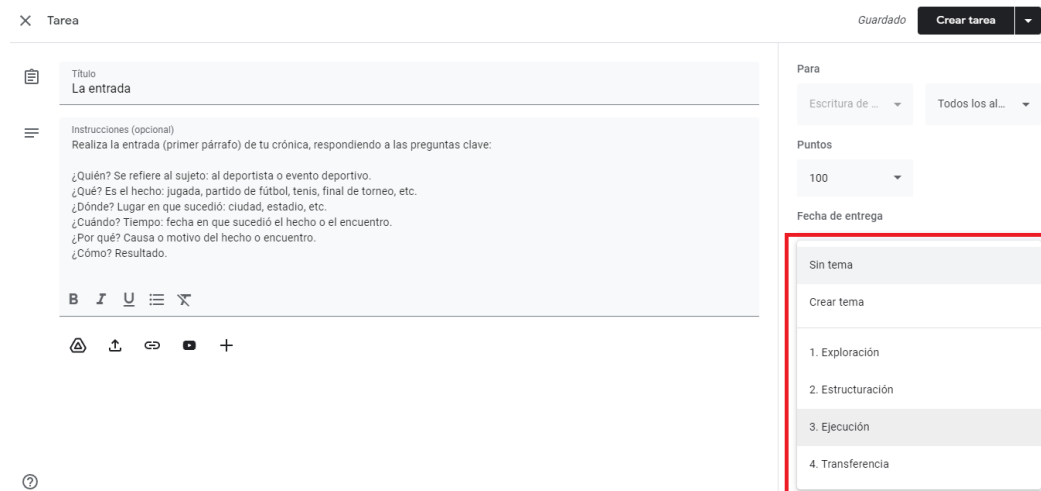 Tarea
Guardado
Crear tarea
Título
La entrada
Instrucciones (opcional)
Realiza la entrada (primer párrafo) de tu crónica, respondiendo a las preguntas clave:
¿Quién? Se refiere al sujeto: al deportista o evento deportivo.
¿Qué? Es el hecho: jugada, partido de fútbol, tenis, final de torneo, etc.
¿Dónde? Lugar en que sucedió: ciudad, estadio, etc.
¿Cuándo? Tiempo: fecha en que sucedió el hecho o el encuentro.
¿Por qué? Causa o motivo del hecho o encuentro.
¿Cómo? Resultado.
B I U
Para
Escritura de ...
Todos los al...
Puntos
100
Fecha de entrega
Sin tema
Crear tema
1. Exploración
2. Estructuración
3. Ejecución
4. Transferencia